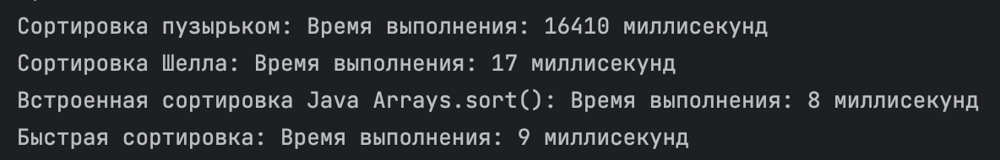 Сортировка пузырьком: Время выполнения: 16410 миллисекунд
Сортировка Шелла: Время выполнения: 17 миллисекунд
Встроенная сортировка Java Arrays.sort(): Время выполнения: 8 миллисекунд
Быстрая сортировка: Время выполнения: 9 миллисекунд